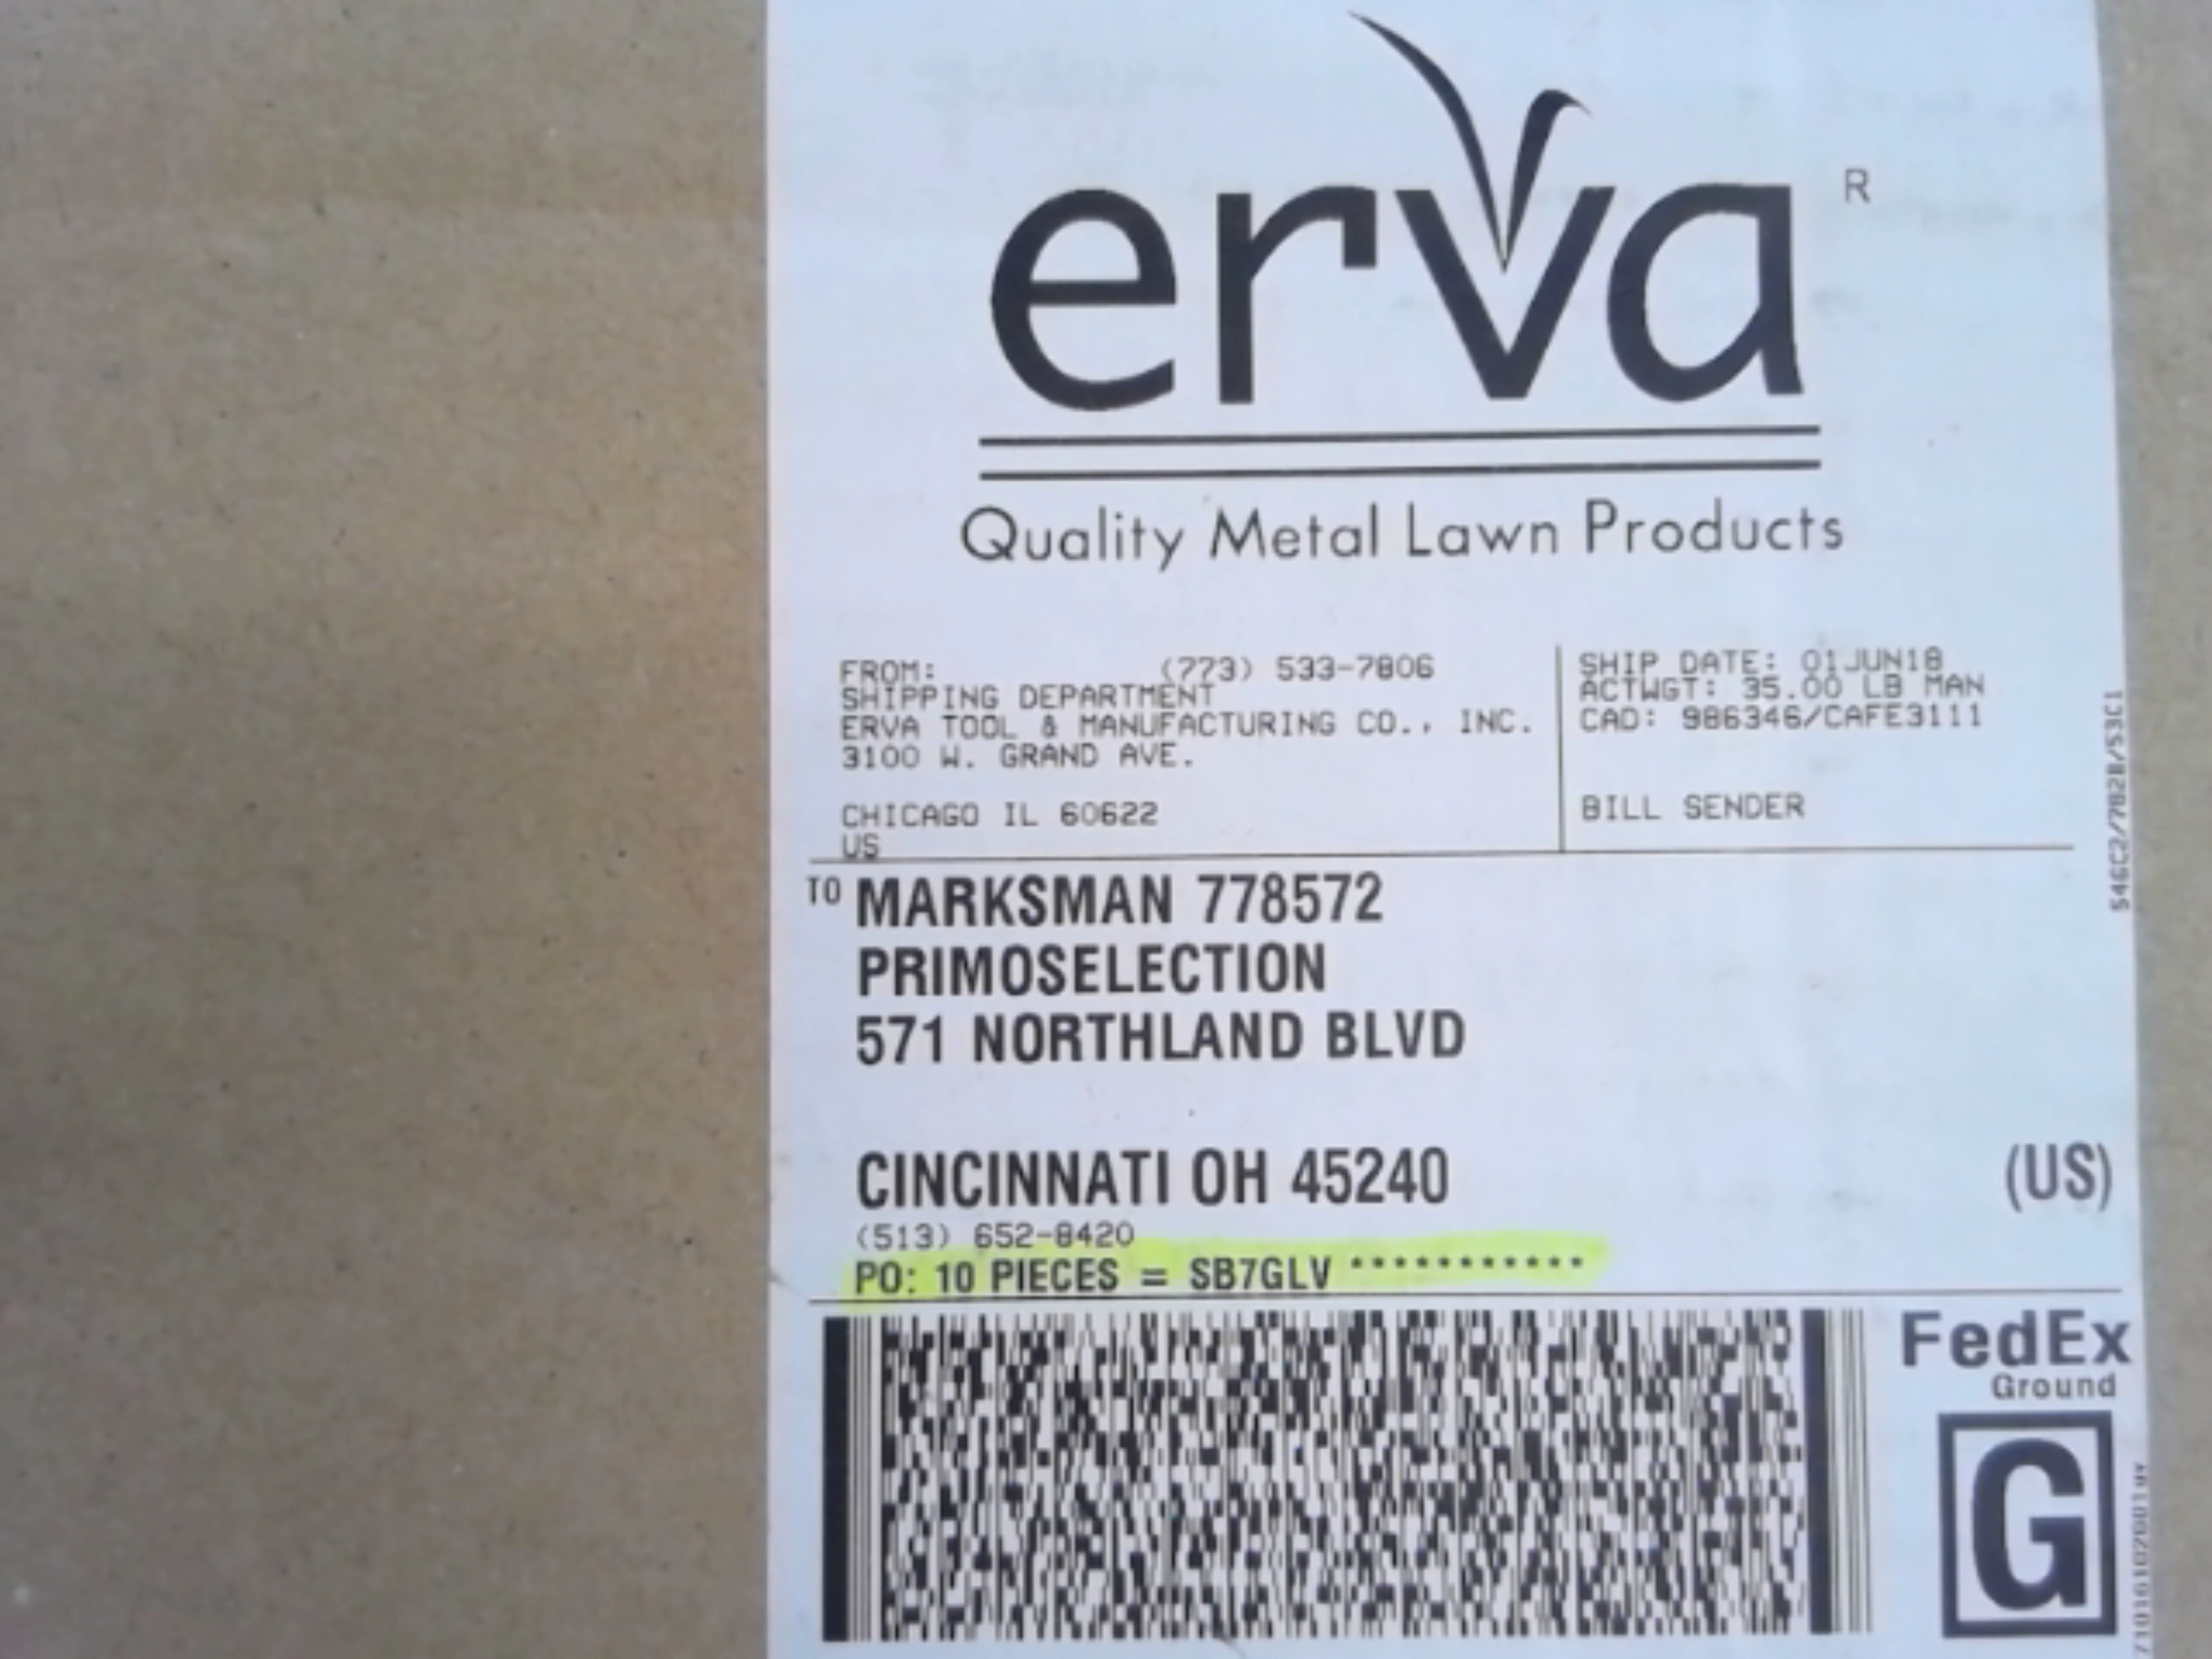 erva R
Quality Metal Lawn Products
FROM: (773) 533-7806
SHIPPING DEPARTMENT
ERVA TOOL & MANUFACTURING CO., INC.
3100 W. GRAND AVE.
CHICAGO IL 60622
US
SHIP DATE: 01JUN18
ACTWGT: 35.00 LB MAN
CAD: 986346/CAFE3111
BILL SENDER
TO MARKSMAN 778572
PRIMOSELECTION
571 NORTHLAND BLVD
CINCINNATI OH 45240
(US)
(513) 652-8420
PO: 10 PIECES = SB7GLV ***********
FedEx
Ground
G